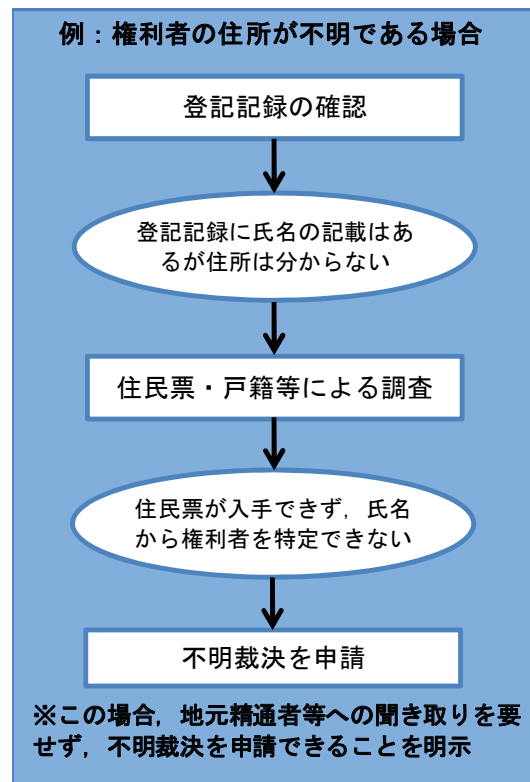 例：権利者の住所が不明である場合
登記記録の確認
登記記録に氏名の記載はあ
るが住所は分からない
住民票・戸籍等による調査
住民票が入手できず，氏名
から権利者を特定できない
不明裁決を申請
※この場合，地元精通者等への聞き取りを要
せず，不明裁決を申請できることを明示